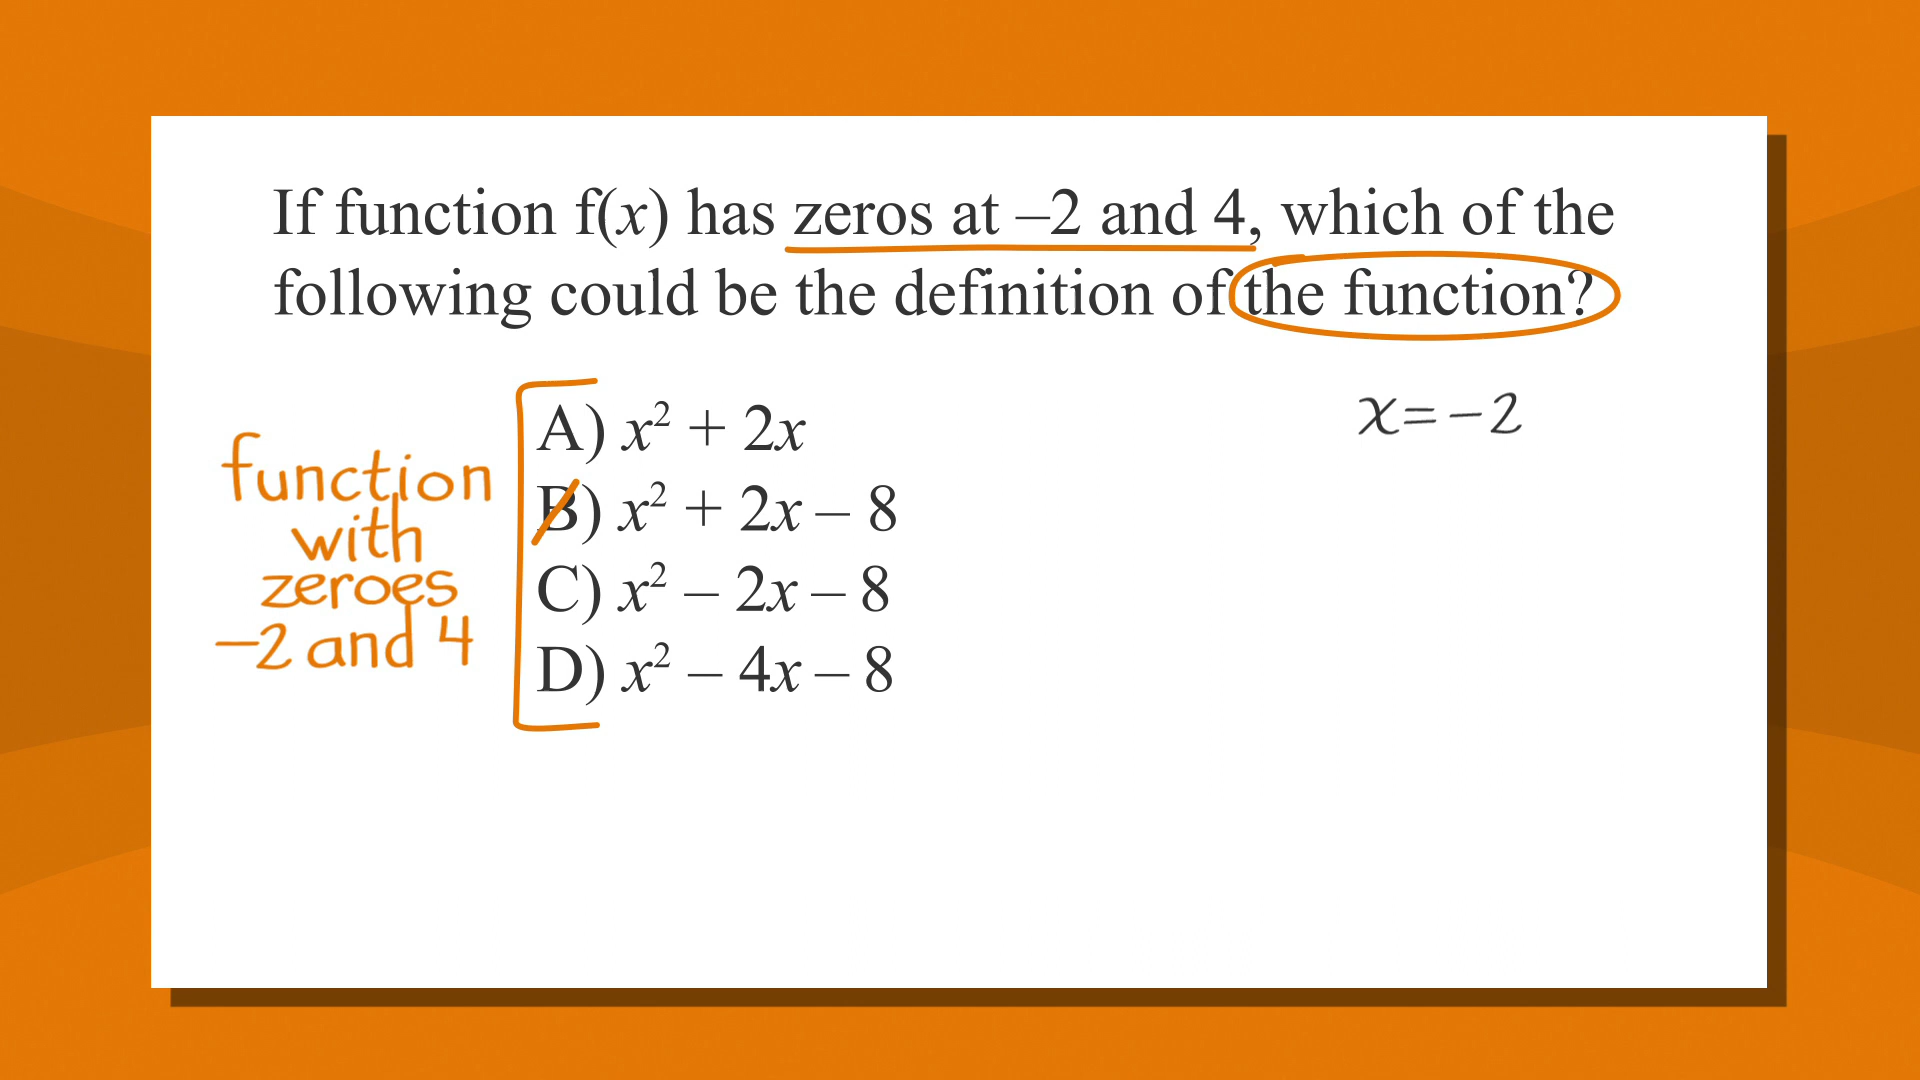 If function f(x) has zeros at –2 and 4, which of the
following could be the definition of the function?
x=-2
function
with
zeroes
-2 and 4
A) x² + 2x
B) x² + 2x – 8
C) x² – 2x – 8
D) x² – 4x – 8